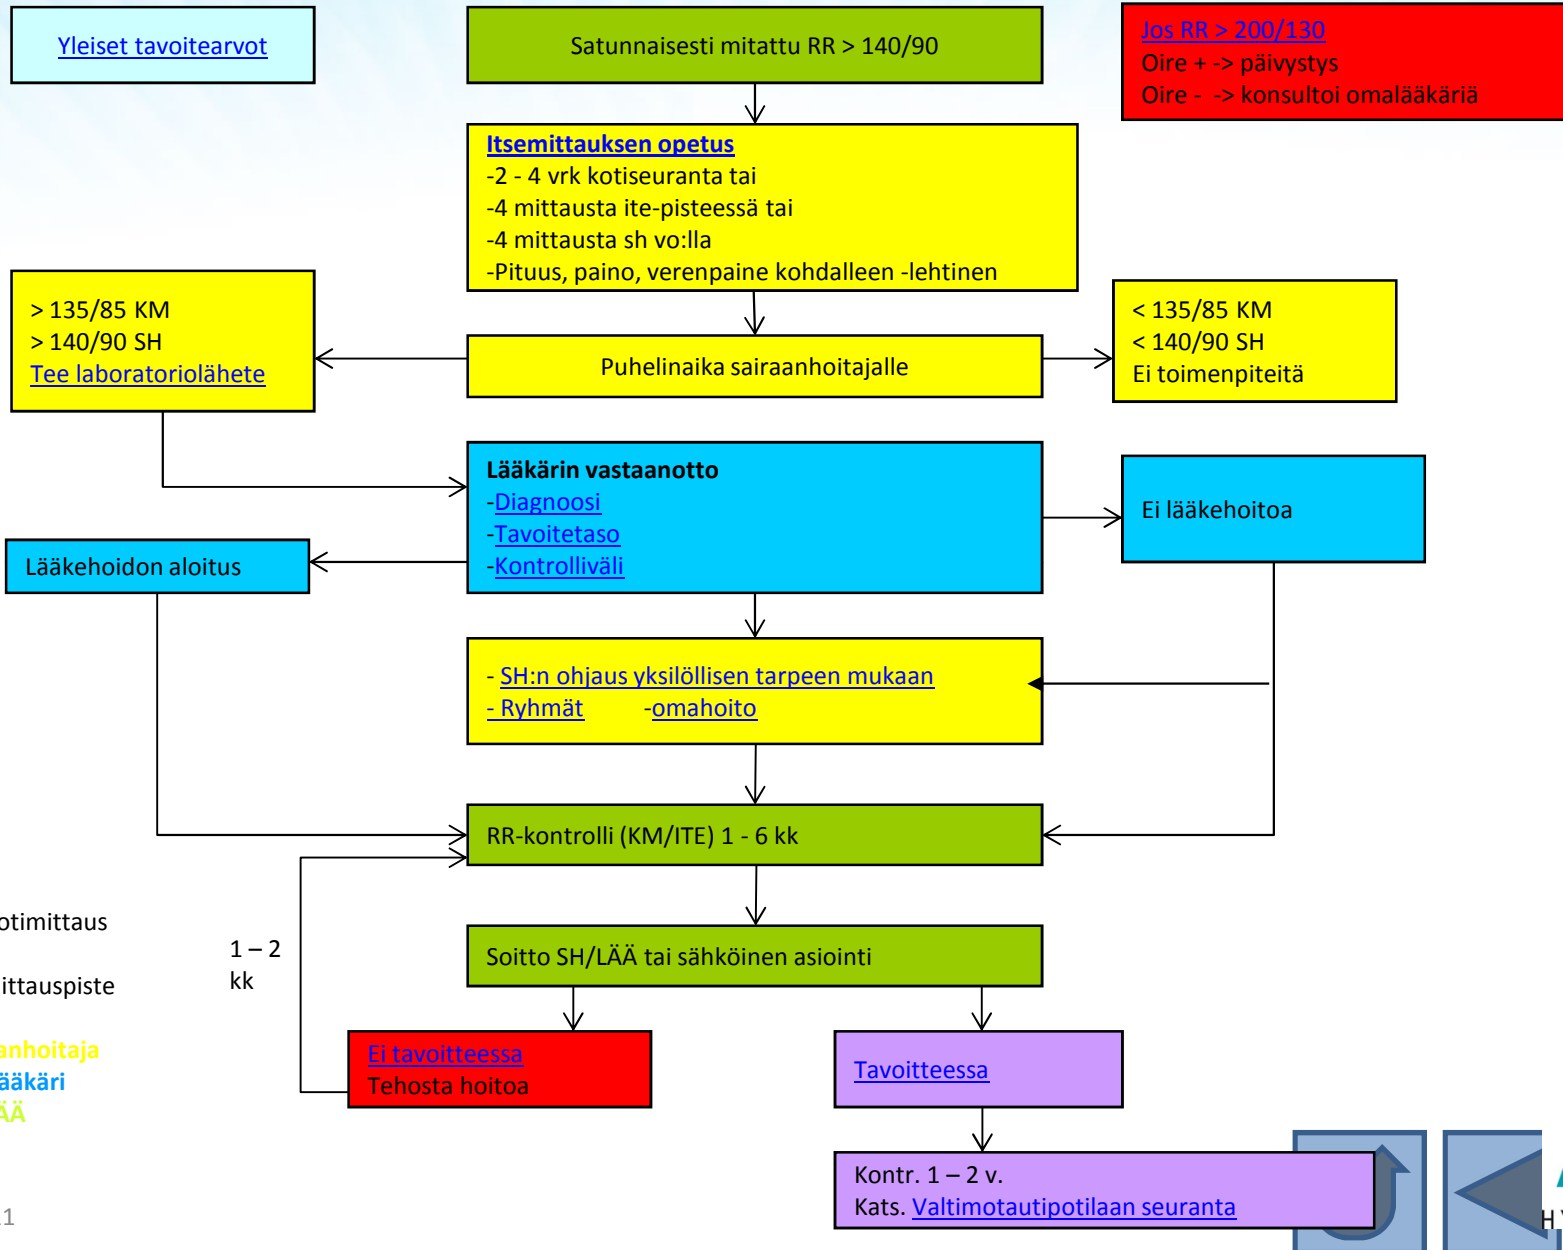 Yleiset tavoitearvot
Satunnaisesti mitattu RR > 140/90
Jos RR > 200/130
Oire + -> päivystys
Oire - -> konsultoi omalääkäriä
Itsemittauksen opetus
-2 - 4 vrk kotiseuranta tai
-4 mittausta ite-pisteessä tai
-4 mittausta sh vo:lla
-Pituus, paino, verenpaine kohdalleen -lehtinen
> 135/85 KM
> 140/90 SH
Tee laboratoriolähete
Puhelinaika sairaanhoitajalle
< 135/85 KM
< 140/90 SH
Ei toimenpiteitä
Lääkärin vastaanotto
-Diagnoosi
-Tavoitetaso
-Kontrolliväli
Ei lääkehoitoa
Lääkehoidon aloitus
- SH:n ohjaus yksilöllisen tarpeen mukaan
- Ryhmät -omahoito
RR-kontrolli (KM/ITE) 1 - 6 kk
otimittaus
ittauspiste
anhoitaja
ääkäri
ÄÄ
1 – 2
kk
Soitto SH/LÄÄ tai sähköinen asiointi
Ei tavoitteessa
Tehosta hoitoa
Tavoitteessa
Kontr. 1 – 2 v.
Kats. Valtimotautipotilaan seuranta